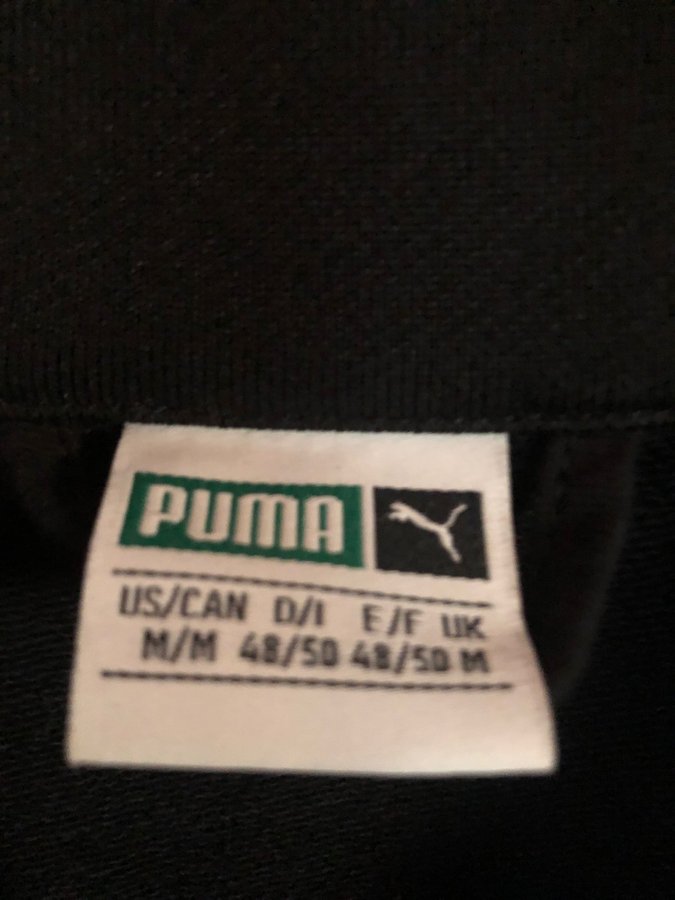 PUMA
US/CAN D/I E/F UK
M/M 48/50 48/50 M